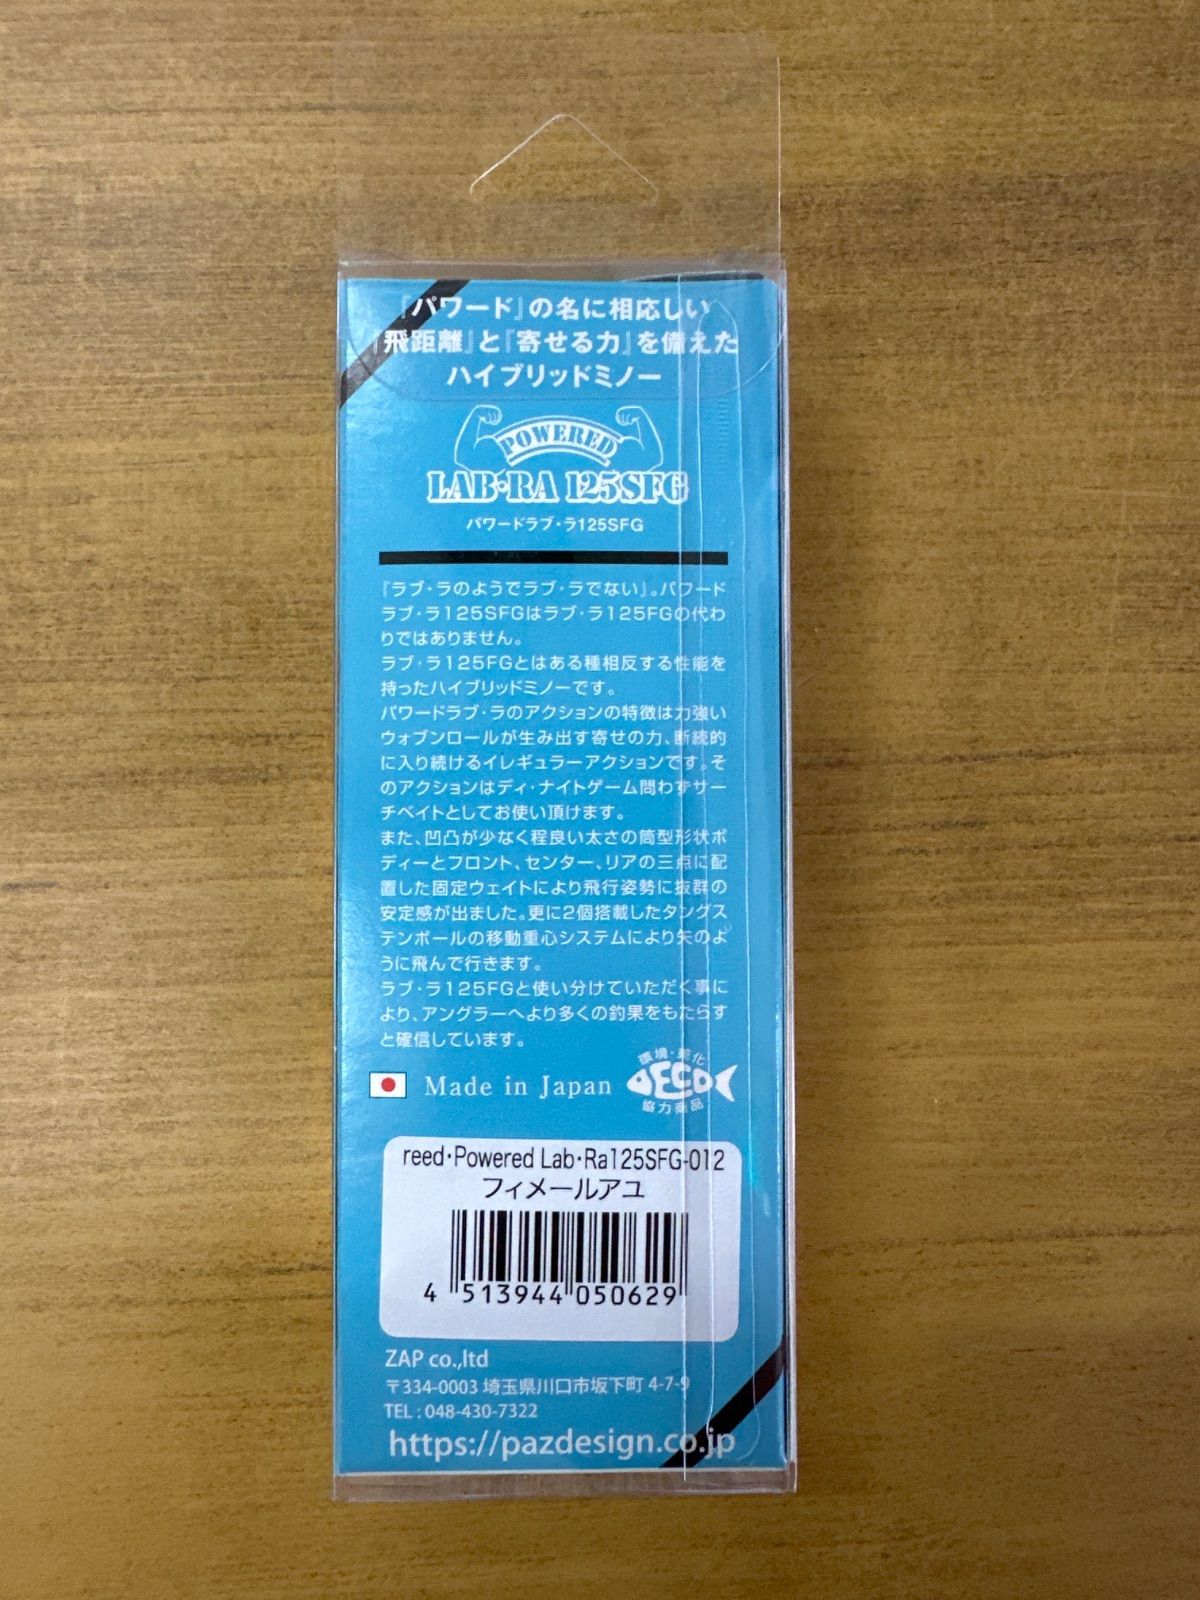 『パワード』の名に相応しい
『飛距離』と『寄せる力』を備えた
ハイブリッドミノー
POWERED
LAB・RA 125SFG
パワードラブ・ラ125SFG
『ラブ・ラのようでラブ・ラでない』。パワード
ラブ・ラ125SFGはラブ・ラ125FGの代わ
りではありません。
ラブ・ラ125FGとはある種相反する性能を
持ったハイブリッドミノーです。
パワードラブ・ラのアクションの特徴は力強い
ウォブンロールが生み出す寄せの力、断続的
に入り続けるイレギュラーアクションです。そ
のアクションはディ・ナイトゲーム問わずサー
チベイトとしてお使い頂けます。
また、凹凸が少なく程良い太さの筒型形状ボ
ディーとフロント、センター、リアの三点に配
置した固定ウェイトにより飛行姿勢に抜群の
安定感が出ました。更に2個搭載したタングス
テンボールの移動重心システムにより矢のよ
うに飛んで行きます。
ラブ・ラ125FGと使い分けていただく事に
より、アングラーへより多くの釣果をもたらす
と確信しています。
Made in Japan
環境・美化
ECO
協力商品
reed・Powered Lab・Ra125SFG-012
フィメールアユ
4 513944 050629
ZAP co.,ltd
〒334-0003 埼玉県川口市坂下町 4-7-9
TEL : 048-430-7322
https://pazdesign.co.jp